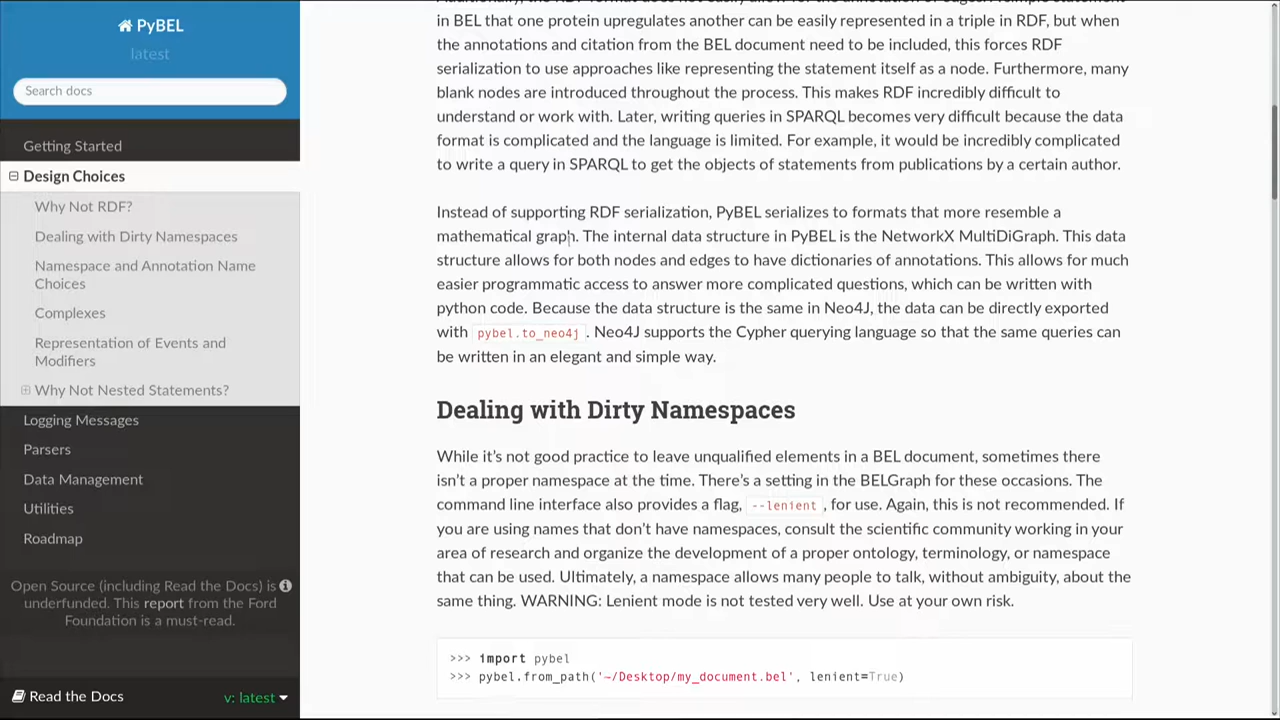 PyBEL
latest
Search docs
Getting Started
Design Choices
Why Not RDF?
Dealing with Dirty Namespaces
Namespace and Annotation Name
Choices
Complexes
Representation of Events and
Modifiers
Why Not Nested Statements?
Logging Messages
Parsers
Data Management
Utilities
Roadmap
Open Source (including Read the Docs) is
underfunded. This report from the Ford
Foundation is a must-read.
Read the Docs
v: latest
in BEL that one protein upregulates another can be easily represented in a triple in RDF, but when
the annotations and citation from the BEL document need to be included, this forces RDF
serialization to use approaches like representing the statement itself as a node. Furthermore, many
blank nodes are introduced throughout the process. This makes RDF incredibly difficult to
understand or work with. Later, writing queries in SPARQL becomes very difficult because the data
format is complicated and the language is limited. For example, it would be incredibly complicated
to write a query in SPARQL to get the objects of statements from publications by a certain author.
Instead of supporting RDF serialization, PyBEL serializes to formats that more resemble a
mathematical graph. The internal data structure in PyBEL is the NetworkX MultiDiGraph. This data
structure allows for both nodes and edges to have dictionaries of annotations. This allows for much
easier programmatic access to answer more complicated questions, which can be written with
python code. Because the data structure is the same in Neo4J, the data can be directly exported
with pybel.to_neo4j . Neo4J supports the Cypher querying language so that the same queries can
be written in an elegant and simple way.
Dealing with Dirty Namespaces
While it’s not good practice to leave unqualified elements in a BEL document, sometimes there
isn’t a proper namespace at the time. There’s a setting in the BELGraph for these occasions. The
command line interface also provides a flag, --lenient , for use. Again, this is not recommended. If
you are using names that don’t have namespaces, consult the scientific community working in your
area of research and organize the development of a proper ontology, terminology, or namespace
that can be used. Ultimately, a namespace allows many people to talk, without ambiguity, about the
same thing. WARNING: Lenient mode is not tested very well. Use at your own risk.
>>> import pybel
>>> pybel.from_path('~/Desktop/my_document.bel', lenient=True)